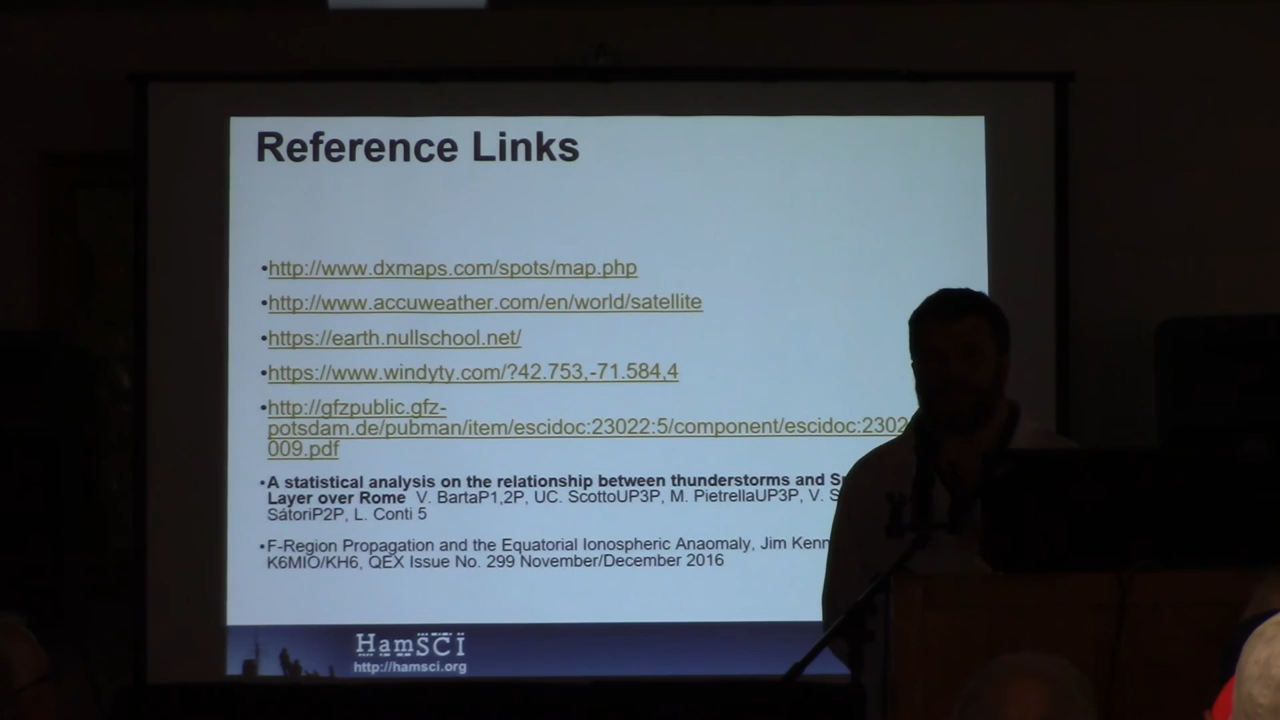 Reference Links
•http://www.dxmaps.com/spots/map.php
•http://www.accuweather.com/en/world/satellite
•https://earth.nullschool.net/
•https://www.windyty.com/?42.753,-71.584,4
•http://gfzpublic.gfz-
potsdam.de/pubman/item/escidoc:23022:5/component/escidoc:2302
009.pdf
•A statistical analysis on the relationship between thunderstorms and
Layer over Rome V. BartaP1,2P, UC. ScottoUP3P, M. PietrellaUP3P, V.
SátoriP2P, L. Conti 5
•F-Region Propagation and the Equatorial Ionospheric Anaomaly, Jim
K6MIO/KH6, QEX Issue No. 299 November/December 2016
HamSCI
http://hamsci.org